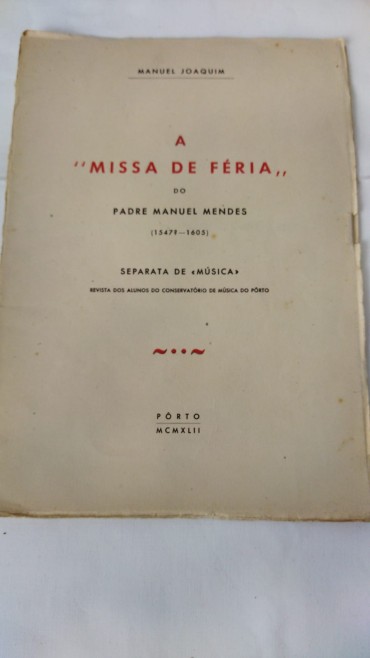 MANUEL JOAQUIM
A
"MISSA DE FÉRIA„
DO
PADRE MANUEL MENDES
(1547?--1605)
SEPARATA DE «MÚSICA»
REVISTA DOS ALUNOS DO CONSERVATÓRIO DE MÚSICA DO PÔRTO
PÔRTO
MCMXLII